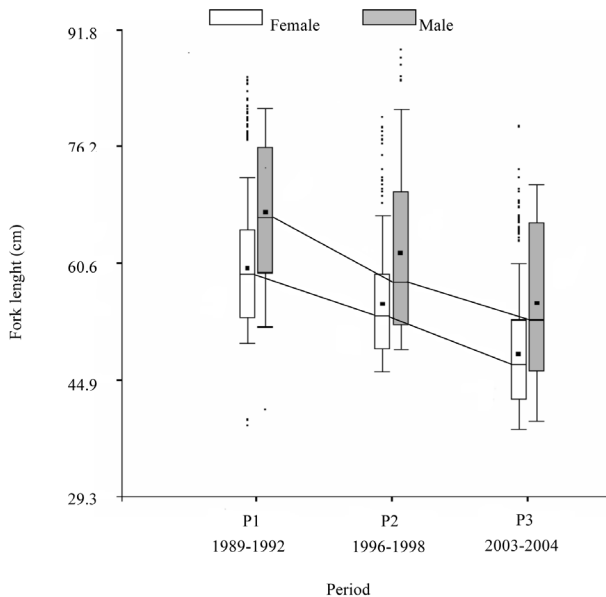 Female Male
91.8
76.2
60.6
44.9
29.3
Fork lenght (cm)
P1 P2 P3
1989-1992 1996-1998 2003-2004
Period